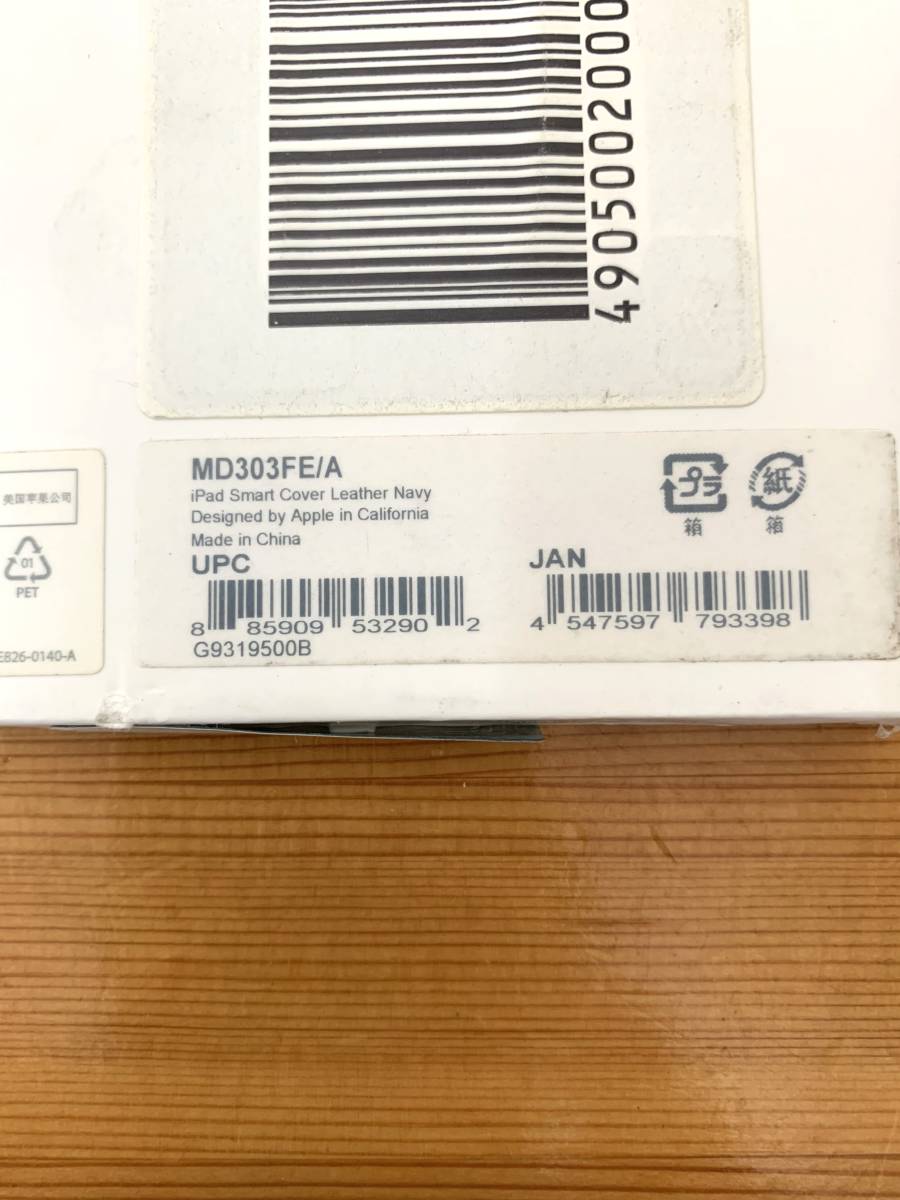 4905002000
MD303FE/A
iPad Smart Cover Leather Navy
Designed by Apple in California
Made in China
UPC
8 85909 53290 2
G9319500B
JAN
4 547597 793398
プラ
箱
紙
箱
美国苹果公司
01
PET
E826-0140-A